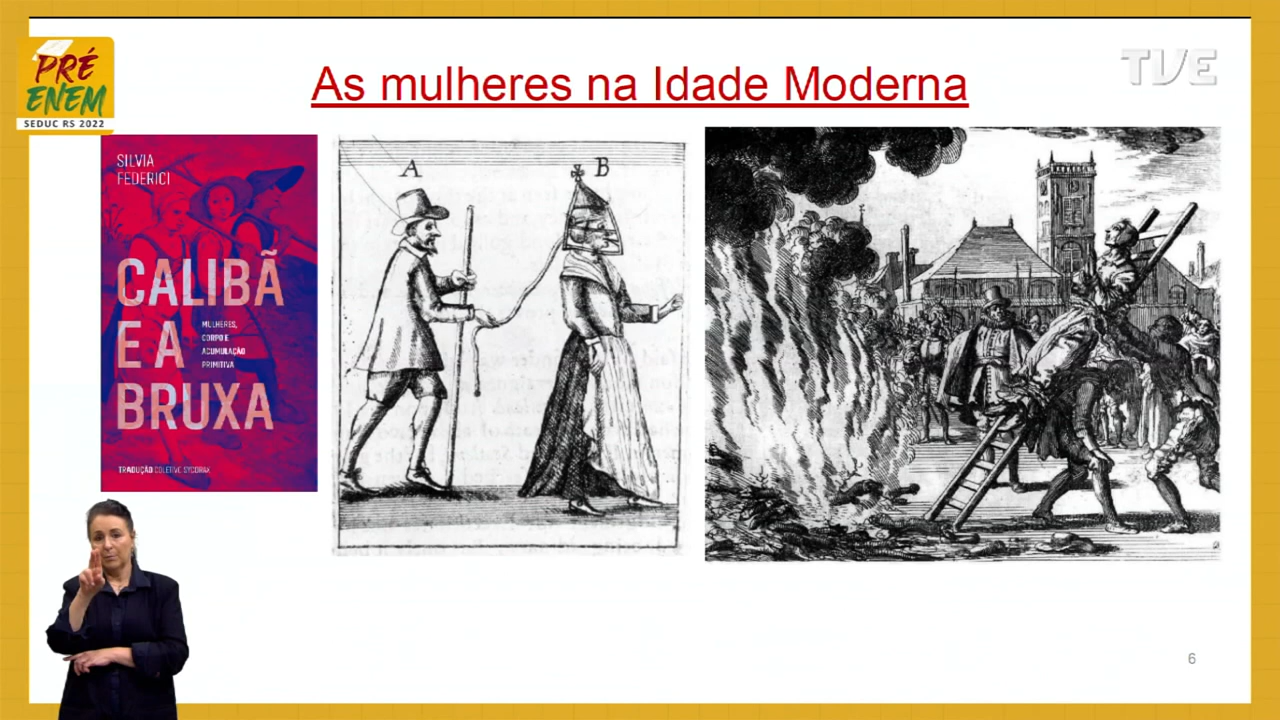 PRÉ
ENEM
SEDUC RS 2022
As mulheres na Idade Moderna
TVE
SILVIA
FEDERICI
CALIBÃ
E A
MULHERES,
CORPO E
ACUMULAÇÃO
PRIMITIVA
BRUXA
TRADUÇÃO COLETIVO SYCORAX
A
B
6